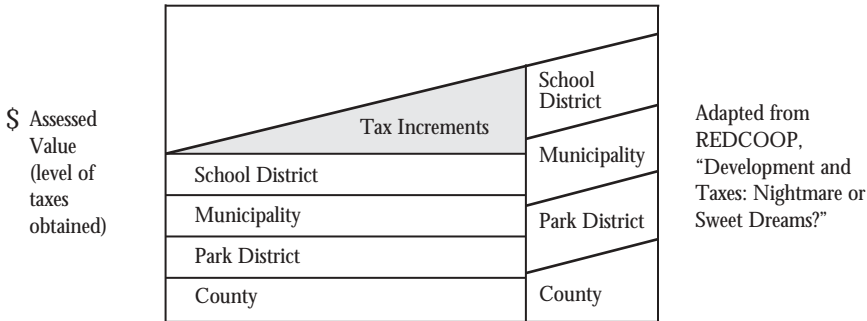 $ Assessed
Value
(level of
taxes
obtained)
Tax Increments
School District
Municipality
Park District
County
School
District
Municipality
Park District
County
Adapted from
REDCOOP,
“Development and
Taxes: Nightmare or
Sweet Dreams?”